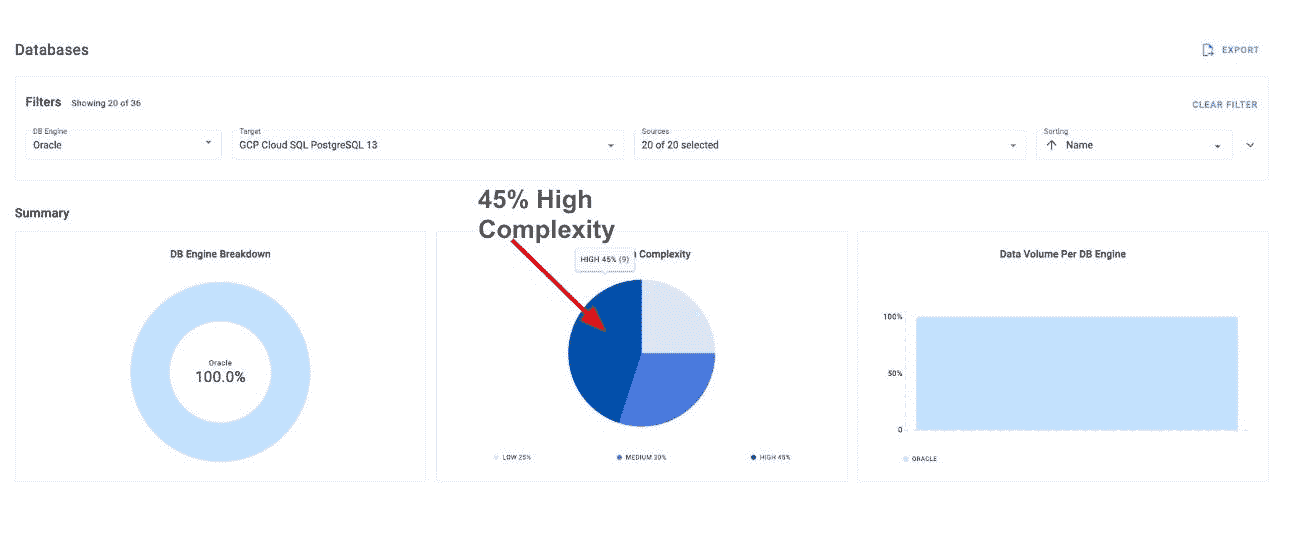 Databases
EXPORT
Filters Showing 20 of 36
CLEAR FILTER
DB Engine
Oracle
Target
GCP Cloud SQL PostgreSQL 13
Sources
20 of 20 selected
Sorting
Name
Summary
45% High
Complexity
DB Engine Breakdown
Oracle
100.0%
Complexity
HIGH 45% (9)
LOW 25%
MEDIUM 30%
HIGH 45%
Data Volume Per DB Engine
100%
50%
0
ORACLE